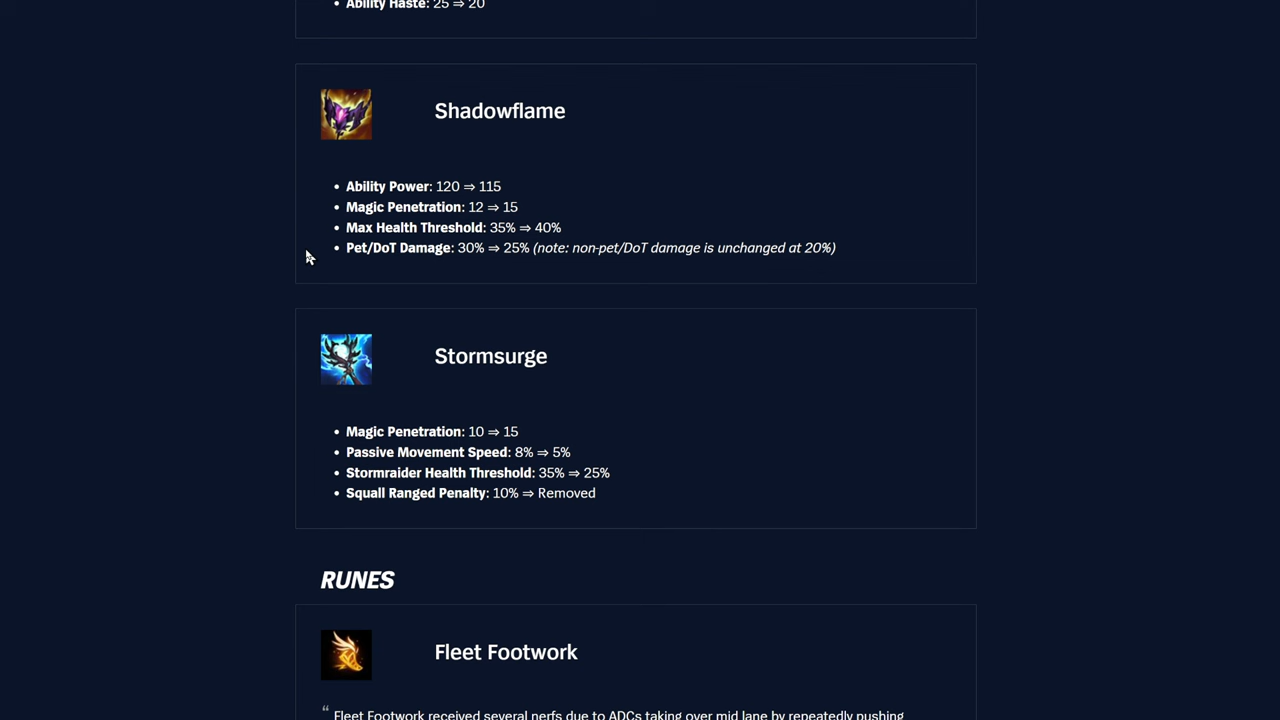 • Ability Haste: 25 ⇒ 20
Shadowflame
• Ability Power: 120 ⇒ 115
• Magic Penetration: 12 ⇒ 15
• Max Health Threshold: 35% ⇒ 40%
• Pet/DoT Damage: 30% ⇒ 25% (note: non-pet/DoT damage is unchanged at 20%)
Stormsurge
• Magic Penetration: 10 ⇒ 15
• Passive Movement Speed: 8% ⇒ 5%
• Stormraider Health Threshold: 35% ⇒ 25%
• Squall Ranged Penalty: 10% ⇒ Removed
RUNES
Fleet Footwork
“ Fleet Footwork received several nerfs due to ADCs taking over mid lane by repeatedly pushing